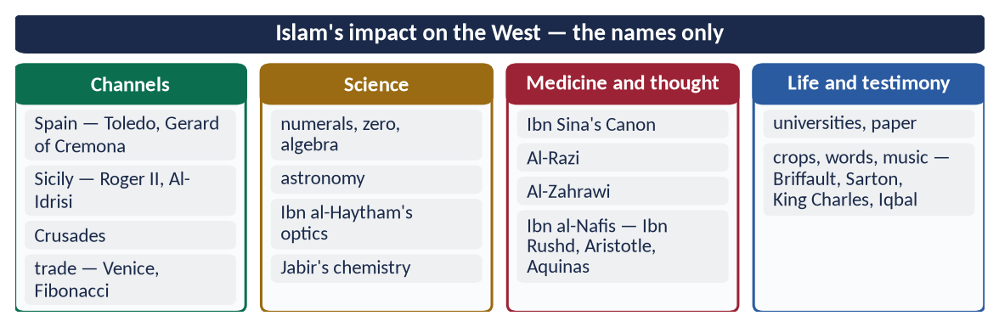 Islam's impact on the West — the names only
Channels
Spain — Toledo, Gerard
of Cremona
Sicily — Roger II, Al-
Idrisi
Crusades
trade — Venice,
Fibonacci
Science
numerals, zero,
algebra
astronomy
Ibn al-Haytham's
optics
Jabir's chemistry
Medicine and thought
Ibn Sina's Canon
Al-Razi
Al-Zahrawi
Ibn al-Nafis — Ibn
Rushd, Aristotle,
Aquinas
Life and testimony
universities, paper
crops, words, music —
Briffault, Sarton,
King Charles, Iqbal